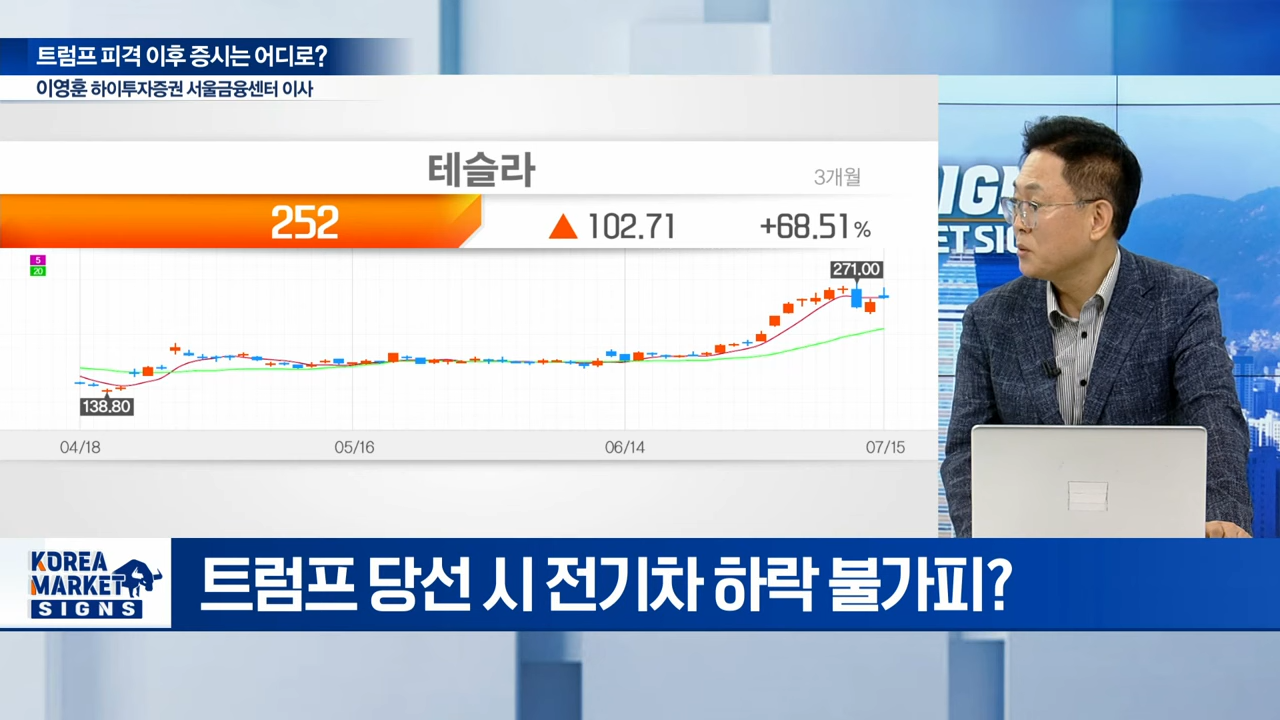 트럼프 피격 이후 증시는 어디로?
이영훈 하이투자증권 서울금융센터 이사
테슬라
3개월
252
▲ 102.71
+68.51%
5
20
271.00
138.80
04/18
05/16
06/14
07/15
KOREA
MARKET
SIGNS
트럼프 당선 시 전기차 하락 불가피?